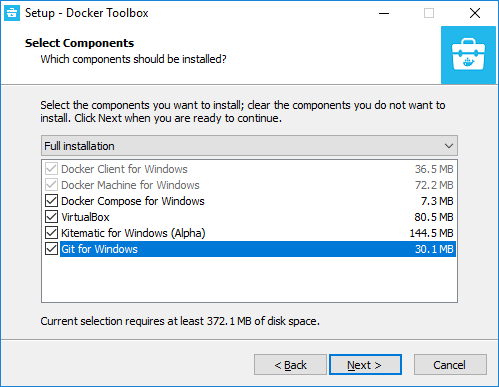 Setup - Docker Toolbox
Select Components
Which components should be installed?
Select the components you want to install; clear the components you do not want to
install. Click Next when you are ready to continue.
Full installation
Docker Client for Windows 36.5 MB
Docker Machine for Windows 72.2 MB
Docker Compose for Windows 7.3 MB
VirtualBox 80.5 MB
Kitematic for Windows (Alpha) 144.5 MB
Git for Windows 30.1 MB
Current selection requires at least 372.1 MB of disk space.
< Back Next > Cancel